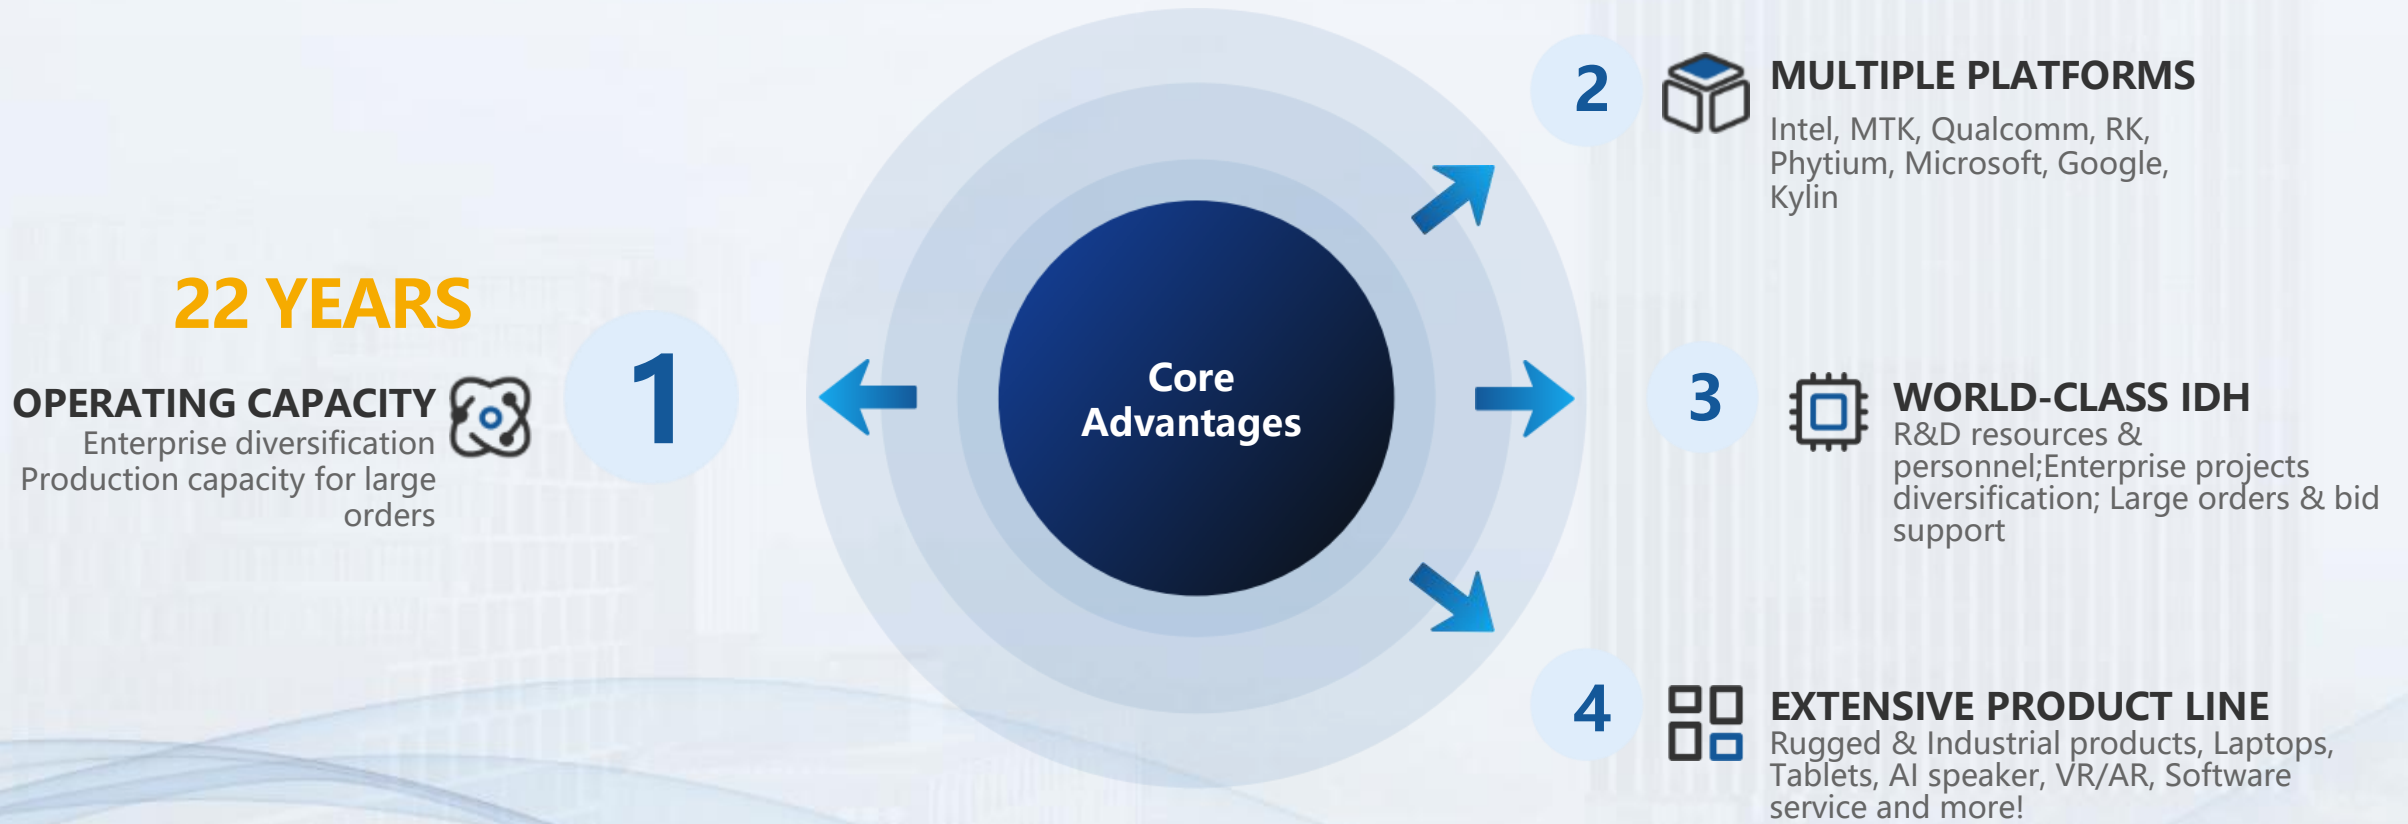 22 YEARS
1
OPERATING CAPACITY
Enterprise diversification
Production capacity for large
orders
Core
Advantages
2
MULTIPLE PLATFORMS
Intel, MTK, Qualcomm, RK,
Phytium, Microsoft, Google,
Kylin
3
WORLD-CLASS IDH
R&D resources &
personnel;Enterprise projects
diversification; Large orders & bid
support
4
EXTENSIVE PRODUCT LINE
Rugged & Industrial products, Laptops,
Tablets, AI speaker, VR/AR, Software
service and more!